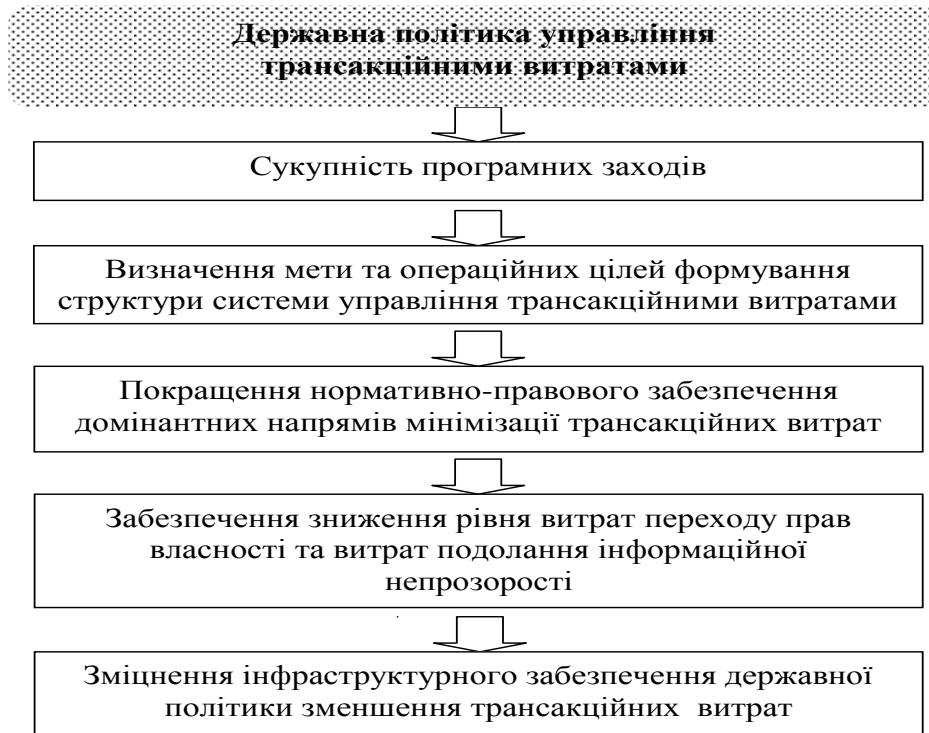 Державна політика управління
трансакційними витратами
Сукупність програмних заходів
Визначення мети та операційних цілей формування
структури системи управління трансакційними витратами
Покращення нормативно-правового забезпечення
домінантних напрямів мінімізації трансакційних витрат
Забезпечення зниження рівня витрат переходу прав
власності та витрат подолання інформаційної
непрозорості
Зміцнення інфраструктурного забезпечення державної
політики зменшення трансакційних витрат